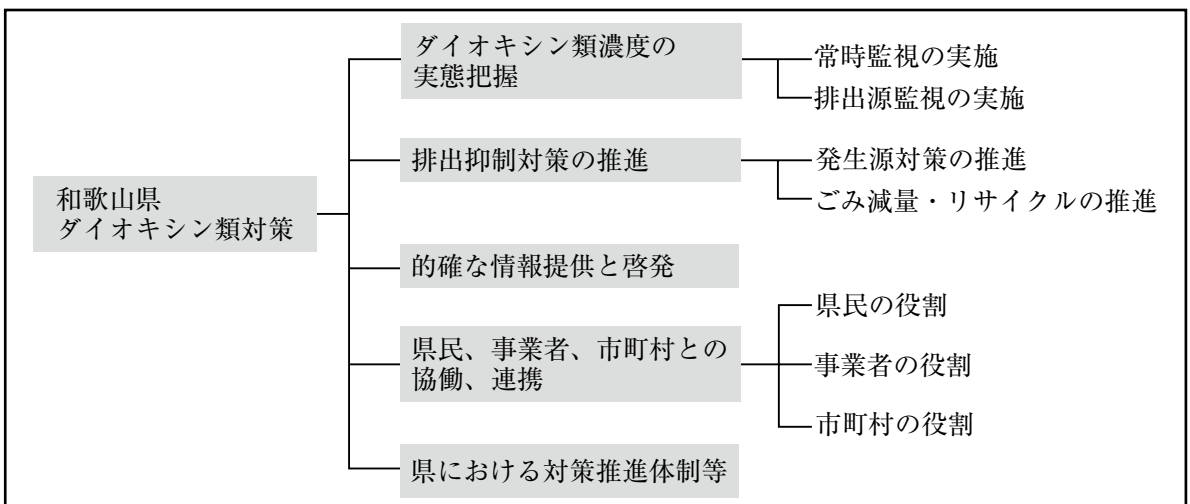 和歌山県
ダイオキシン類対策
ダイオキシン類濃度の
実態把握
常時監視の実施
排出源監視の実施
排出抑制対策の推進
発生源対策の推進
ごみ減量・リサイクルの推進
的確な情報提供と啓発
県民、事業者、市町村との
協働、連携
県民の役割
事業者の役割
市町村の役割
県における対策推進体制等